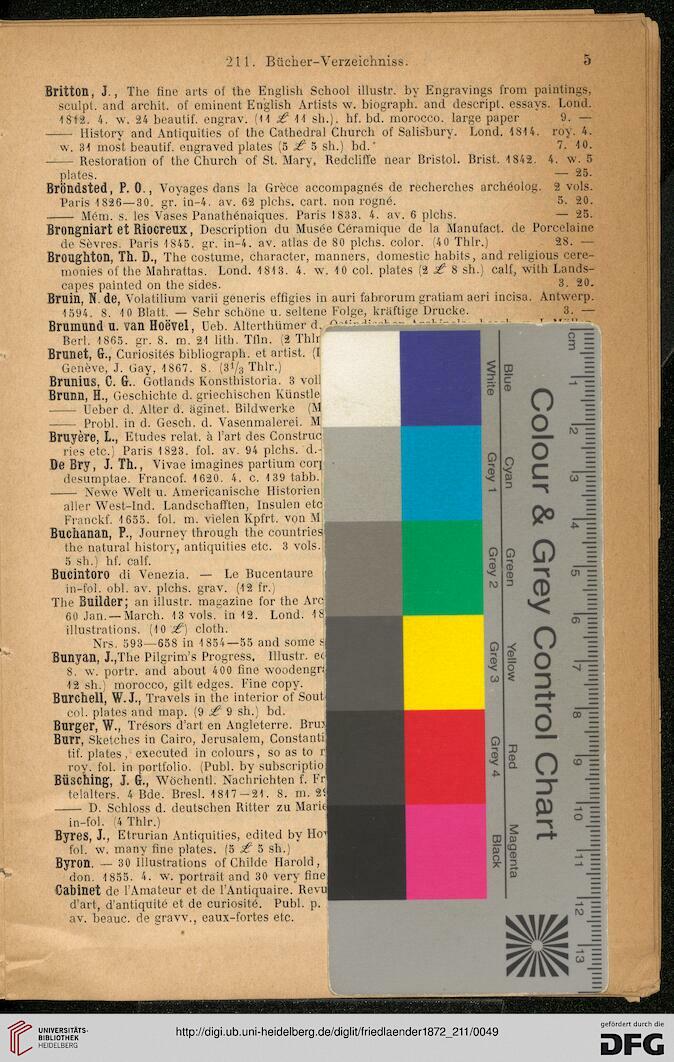 211. Bücher-Verzeichniss. 5
Britton, J., The fine arts of the English School illustr. by Engravings from paintings,
sculpt. and archit. of eminent English Artists w. biograph. and descript. essays. Lond.
1812. 4. w. 24 beautif. engrav. (11 £ 11 sh.). hf. bd. morocco. large paper 9. —
—— History and Antiquities of the Cathedral Church of Salisbury. Lond. 1814. roy. 4.
w. 31 most beautif. engraved plates (5 £ 5 sh.) bd. 7. 10.
—— Restoration of the Church of St. Mary, Redcliffe near Bristol. Brist. 1842. 4. w. 5
plates. — 25.
Bröndsted, P. O., Voyages dans la Grèce accompagnés de recherches archéolog. 2 vols.
Paris 1826—30. gr. in-4. av. 62 plchs. cart. non rogné. 5. 20.
—— Mém. s. les Vases Panathénaiques. Paris 1833. 4. av. 6 plchs. — 25.
Brongniart et Riocreux, Description du Musée Céramique de la Manufact. de Porcelaine
de Sèvres. Paris 1845. gr. in-4. av. atlas de 80 plchs. color. (40 Thlr.) 28. —
Broughton, Th. D., The costume, character, manners, domestic habits, and religious cere-
monies of the Mahrattas. Lond. 1813. 4. w. 10 col. plates (2 £ 8 sh.) calf, with Lands-
capes painted on the sides. 3. 20.
Bruin, N. de, Volatilium varii generis effigies in auri fabrorum gratiam aeri incisa. Antwerp.
1594. 8. 10 Blatt. — Sehr schöne u. seltene Folge, kräftige Drucke. 3. —
Brumund u. van Hoëvel, Ueb. Alterthümer d.
Berl. 1865. gr. 8. m. 21 lith. Tfln. (2 Thlr
Brunet, G., Curiosités bibliograph. et artist. (
Genève, J. Gay, 1867. 8. (3 1/3 Thlr.)
Brunius, C. G.. Gotlands Konsthistoria. 3 vol
Brunn, H., Geschichte d. griechischen Künstle
—— Ueber d. Alter d. äginet. Bildwerke (M
—— Probl. in d. Gesch. d. Vasenmalerei. M
Bruyère, L., Etudes relat. à l'art des Construc
ries etc.) Paris 1823. fol. av. 94 plchs. d.-
De Bry, J. Th., Vivae imagines partium corp
desumptae. Francof. 1620. 4. c. 139 tabb.
—— Newe Welt u. Americanische Historien
aller West-Ind. Landschafften, Insulen etc
Franckf. 1655. fol. m. vielen Kpfrt. von M
Buchanan, P., Journey through the countries
the natural history, antiquities etc. 3 vols.
5 sh.) hf. calf.
Bucintoro di Venezia. — Le Bucentaure
in-fol. obl. av. plchs. grav. (12 fr.)
The Builder; an illustr. magazine for the Arc
60 Jan.—March. 13 vols. in 12. Lond. 18
illustrations. (10 £) cloth.
Nrs. 593—658 in 1854—55 and some s
Bunyan, J.,The Pilgrim's Progress. Illustr. e
8. w. portr. and about 400 fine woodengr
12 sh.) morocco, gilt edges. Fine copy.
Burchell, W. J., Travels in the interior of Sout
col. plates and map. (9 £ 9 sh.) bd.
Burger, W., Trésors d'art en Angleterre. Brux
Burr, Sketches in Cairo, Jerusalem, Constanti
tif. plates, executed in colours, so as to r
roy. fol. in portfolio. (Publ. by subscriptio
Büsching, J. G., Wöchentl. Nachrichten f. Fr
telalters. 4 Bde. Bresl. 1817—21. 8. m. 2
—— D. Schloss d. deutschen Ritter zu Marie
in-fol. (4 Thlr.)
Byres, J., Etrurian Antiquities, edited by Ho
fol. w. many fine plates. (5 £ 5 sh.)
Byron. — 30 Illustrations of Childe Harold,
don. 1855. 4. w. portrait and 30 very fine
Cabinet de l'Amateur et de l'Antiquaire. Revu
d'art, d'antiquité et de curiosité. Publ. p.
av. beauc. de gravv., eaux-fortes etc.
Colour & Grey Control Chart
Blue Cyan Green Yellow Red Magenta
White Grey 1 Grey 2 Grey 3 Grey 4 Black
cm 1 2 3 4 5 6 7 8 9 10 11 12 13
UNIVERSITÄTS-
BIBLIOTHEK
HEIDELBERG
http://digi.ub.uni-heidelberg.de/diglit/friedlaender1872_211/0049
gefördert durch die
DFG